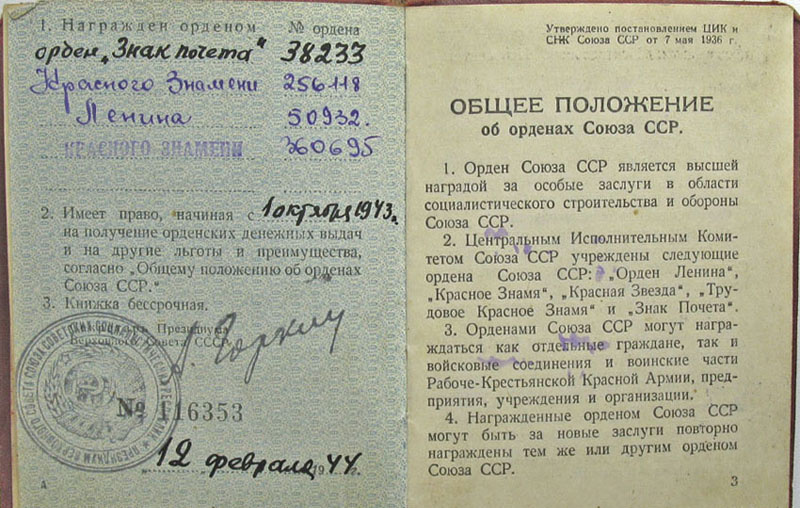 1. Награжден орденом № ордена
орден „Знак почета“ 38233
Красного Знамени 256118
Ленина 50932.
КРАСНОГО ЗНАМЕНИ 360695
2. Имеет право, начиная с 1 октября 1943г.
на получение орденских денежных выдач
и на другие льготы и преимущества,
согласно „Общему положению об орденах
Союза ССР.“
3. Книжка бессрочная.
Секретарь Президиума
Верховного Совета СССР
А. Горкин
№ 116353
12 февраля 1944 г.
А
Утверждено постановлением ЦИК и
СНК Союза ССР от 7 мая 1936 г.
ОБЩЕЕ ПОЛОЖЕНИЕ
об орденах Союза ССР.
1. Орден Союза ССР является высшей
наградой за особые заслуги в области
социалистического строительства и обороны
Союза ССР.
2. Центральным Исполнительным Коми-
тетом Союза ССР учреждены следующие
ордена Союза ССР: „Орден Ленина“,
„Красное Знамя“, „Красная Звезда“, „Тру-
довое Красное Знамя“ и „Знак Почета“.
3. Орденами Союза ССР могут награ-
ждаться как отдельные граждане, так и
войсковые соединения и воинские части
Рабоче-Крестьянской Красной Армии, пред-
приятия, учреждения и организации.
4. Награжденные орденом Союза ССР
могут быть за новые заслуги повторно
награждены тем же или другим орденом
Союза ССР.
3